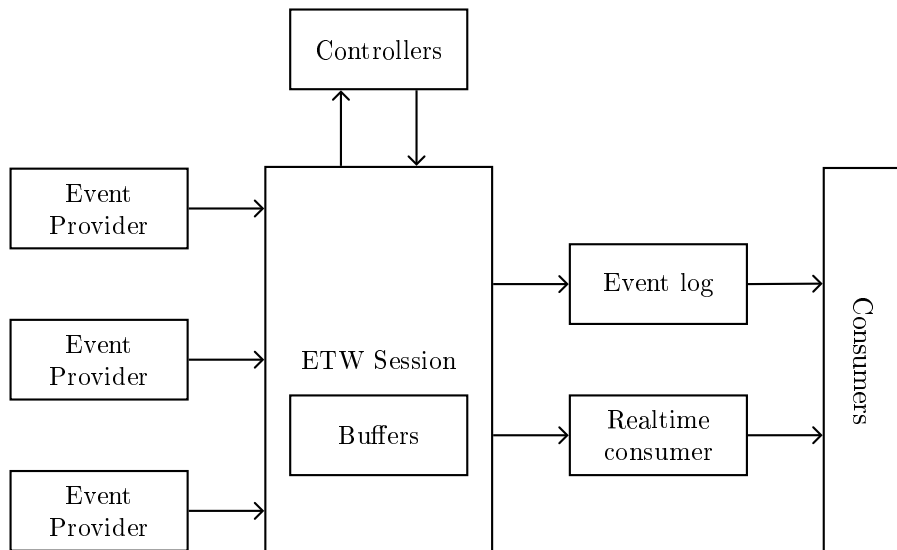 Controllers
Event
Provider
Event
Provider
Event
Provider
ETW Session
Buffers
Event log
Realtime
consumer
Consumers